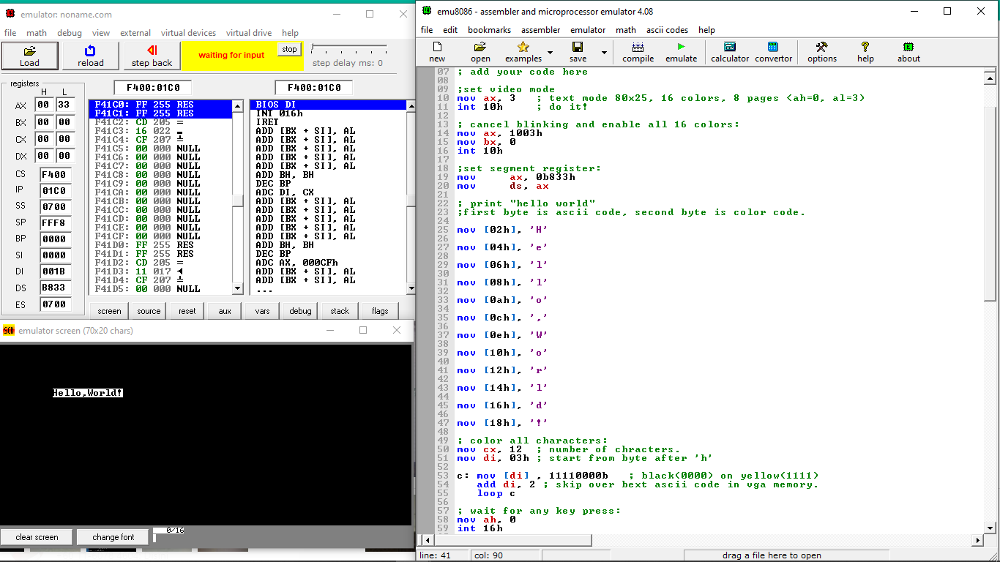 emulator: noname.com
file math debug view external virtual devices virtual drive help
Load reload step back waiting for input stop step delay ms: 0
registers F400:01C0 F400:01C0
H L
AX 00 33
BX 00 00
CX 00 00
DX 00 00
CS F400
IP 01C0
SS 0700
SP FFF8
BP 0000
SI 0000
DI 001B
DS B833
ES 0700
F41C0: FF 255 RES
F41C1: FF 255 RES
F41C2: CD 205 =
F41C3: 16 022 ▬
F41C4: CF 207 ╧
F41C5: 00 000 NULL
F41C6: 00 000 NULL
F41C7: 00 000 NULL
F41C8: 00 000 NULL
F41C9: 00 000 NULL
F41CA: 00 000 NULL
F41CB: 00 000 NULL
F41CC: 00 000 NULL
F41CD: 00 000 NULL
F41CE: 00 000 NULL
F41CF: 00 000 NULL
F41D0: FF 255 RES
F41D1: FF 255 RES
F41D2: CD 205 =
F41D3: 11 017 ◄
F41D4: CF 207 ╧
F41D5: 00 000 NULL
BIOS DI
INT 016h
IRET
ADD [BX + SI], AL
ADD [BX + SI], AL
ADD [BX + SI], AL
ADD [BX + SI], AL
ADD [BX + SI], AL
ADD BH, BH
DEC BP
ADC DI, CX
ADD [BX + SI], AL
ADD [BX + SI], AL
ADD [BX + SI], AL
ADD [BX + SI], AL
ADD [BX + SI], AL
ADD BH, BH
DEC BP
ADC AX, 000CFh
ADD [BX + SI], AL
ADD [BX + SI], AL
...
screen source reset aux vars debug stack flags
SCR emulator screen (70x20 chars)
Hello,World!
clear screen change font 0/16
emu8086 - assembler and microprocessor emulator 4.08
file edit bookmarks assembler emulator math ascii codes help
new open examples save compile emulate calculator convertor options help about
07 ; add your code here
08
09 ;set video mode
10 mov ax, 3 ; text mode 80x25, 16 colors, 8 pages (ah=0, al=3)
11 int 10h ; do it!
12
13 ; cancel blinking and enable all 16 colors:
14 mov ax, 1003h
15 mov bx, 0
16 int 10h
17
18 ;set segment register:
19 mov ax, 0b833h
20 mov ds, ax
21
22 ; print "hello world"
23 ;first byte is ascii code, second byte is color code.
24
25 mov [02h], 'H'
26
27 mov [04h], 'e'
28
29 mov [06h], 'l'
30
31 mov [08h], 'l'
32
33 mov [0ah], 'o'
34
35 mov [0ch], ','
36
37 mov [0eh], 'W'
38
39 mov [10h], 'o'
40
41 mov [12h], 'r'
42
43 mov [14h], 'l'
44
45 mov [16h], 'd'
46
47 mov [18h], '!'
48
49 ; color all characters:
50 mov cx, 12 ; number of chracters.
51 mov di, 03h ; start from byte after 'h'
52
53 c: mov [di] , 11110000b ; black(0000) on yellow(1111)
54 add di, 2 ; skip over bext ascii code in vga memory.
55 loop c
56
57 ; wait for any key press:
58 mov ah, 0
59 int 16h
line: 41 col: 90 drag a file here to open